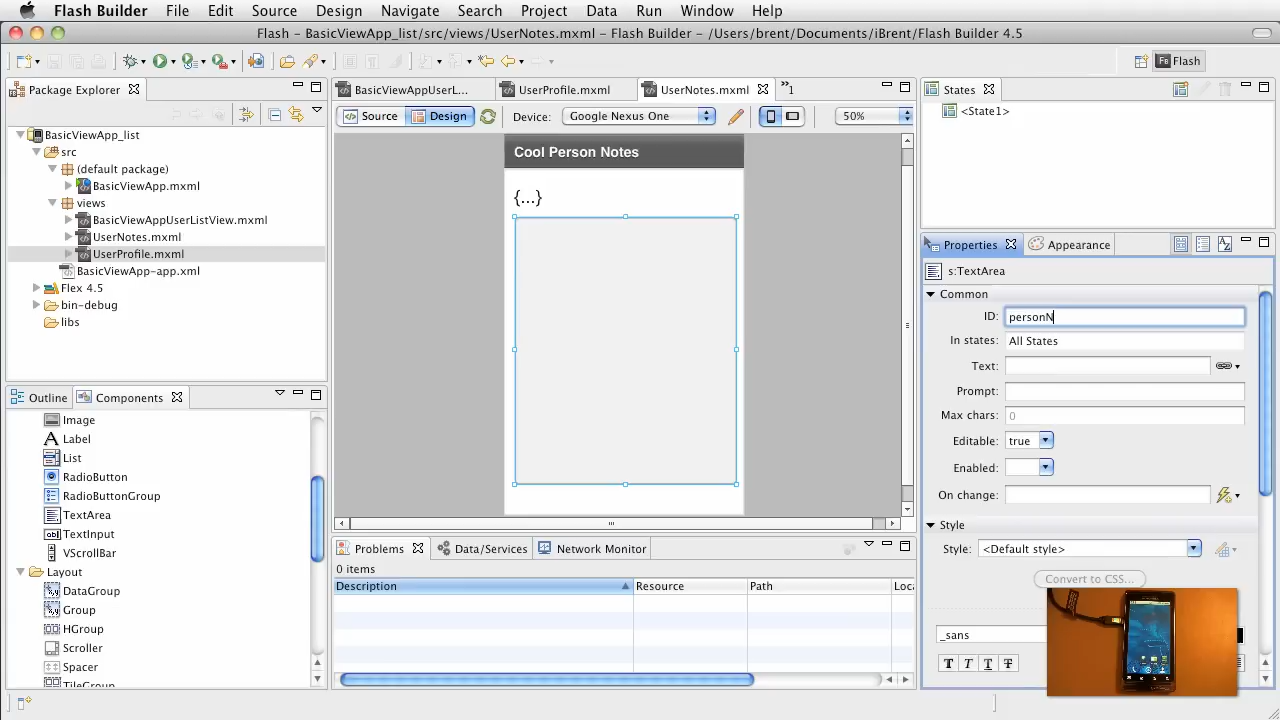 Flash Builder File Edit Source Design Navigate Search Project Data Run Window Help
Flash – BasicViewApp_list/src/views/UserNotes.mxml – Flash Builder – /Users/brent/Documents/iBrent/Flash Builder 4.5
Fb Flash
Package Explorer
BasicViewApp_list
src
(default package)
BasicViewApp.mxml
views
BasicViewAppUserListView.mxml
UserNotes.mxml
UserProfile.mxml
BasicViewApp-app.xml
Flex 4.5
bin-debug
libs
Outline Components
Image
Label
List
RadioButton
RadioButtonGroup
TextArea
TextInput
VScrollBar
Layout
DataGroup
Group
HGroup
Scroller
Spacer
TileGroup
BasicViewAppUserL... UserProfile.mxml UserNotes.mxml »1
Source Design Device: Google Nexus One 50%
Cool Person Notes
{...}
Problems Data/Services Network Monitor
0 items
Description Resource Path Loca
States
<State1>
Properties Appearance
s:TextArea
Common
ID: personN
In states: All States
Text:
Prompt:
Max chars: 0
Editable: true
Enabled:
On change:
Style
Style: <Default style>
Convert to CSS...
_sans
T T T T